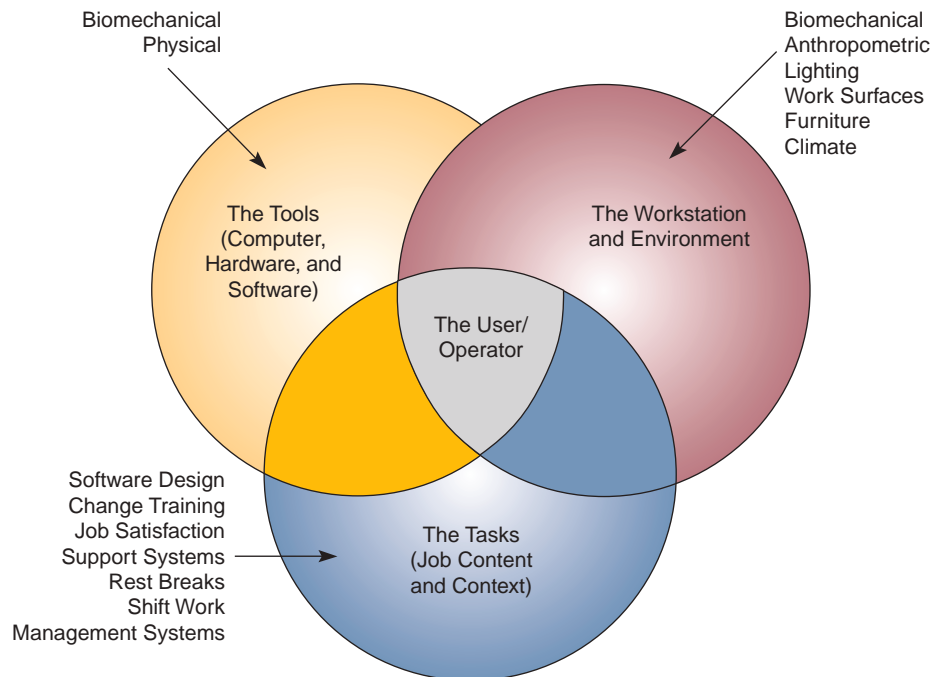 Biomechanical
Physical
Biomechanical
Anthropometric
Lighting
Work Surfaces
Furniture
Climate
The Tools
(Computer,
Hardware, and
Software)
The Workstation
and Environment
The User/
Operator
Software Design
Change Training
Job Satisfaction
Support Systems
Rest Breaks
Shift Work
Management Systems
The Tasks
(Job Content
and Context)